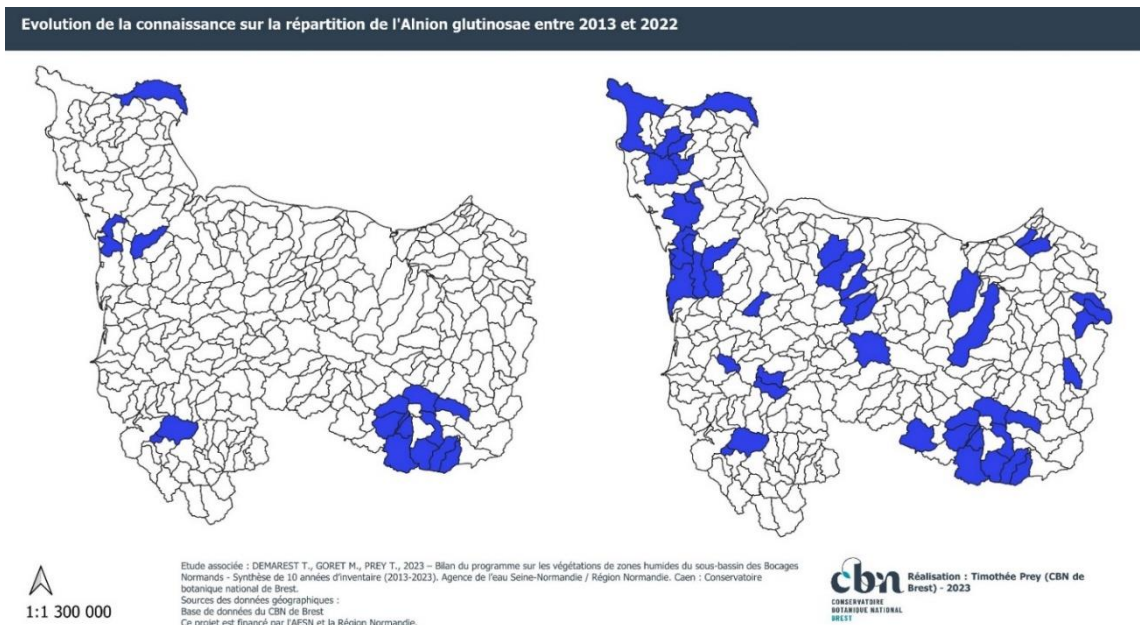 Evolution de la connaissance sur la répartition de l'Alnion glutinosae entre 2013 et 2022
1:1 300 000
Etude associée : DEMAREST T., GORET M., PREY T., 2023 – Bilan du programme sur les végétations de zones humides du sous-bassin des Bocages
Normands - Synthèse de 10 années d'inventaire (2013-2023). Agence de l'eau Seine-Normandie / Région Normandie. Caen : Conservatoire
botanique national de Brest.
Sources des données géographiques :
Base de données du CBN de Brest
Ce projet est financé par l'AESN et la Région Normandie.
cbn
CONSERVATOIRE
BOTANIQUE NATIONAL
BREST
Réalisation : Timothée Prey (CBN de
Brest) - 2023